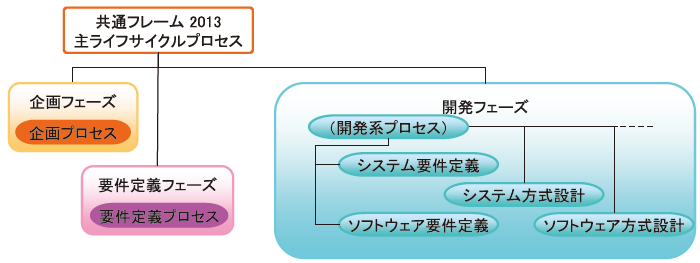 共通フレーム 2013
主ライフサイクルプロセス
企画フェーズ
企画プロセス
要件定義フェーズ
要件定義プロセス
開発フェーズ
(開発系プロセス)
システム要件定義
システム方式設計
ソフトウェア要件定義
ソフトウェア方式設計